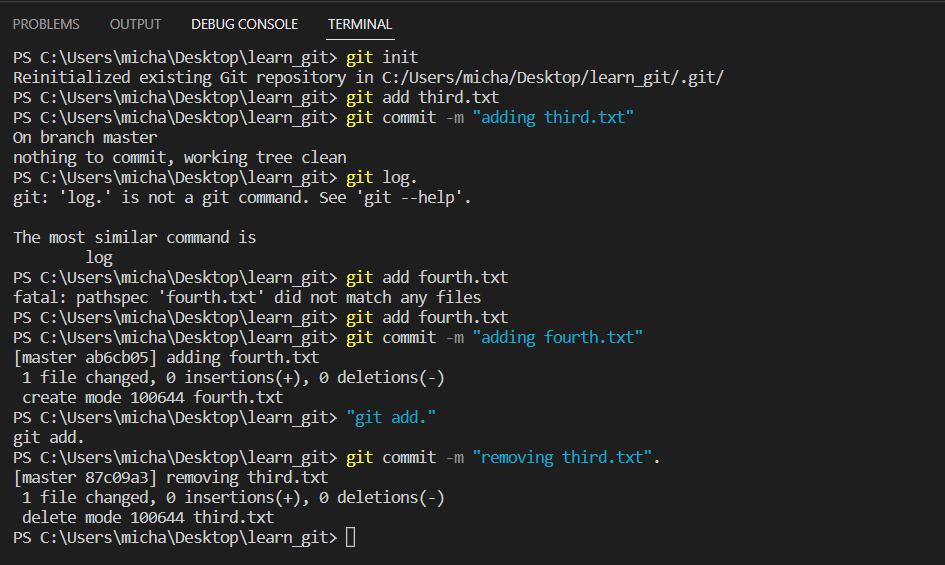 PROBLEMS OUTPUT DEBUG CONSOLE TERMINAL
PS C:\Users\micha\Desktop\learn_git> git init
Reinitialized existing Git repository in C:/Users/micha/Desktop/learn_git/.git/
PS C:\Users\micha\Desktop\learn_git> git add third.txt
PS C:\Users\micha\Desktop\learn_git> git commit -m "adding third.txt"
On branch master
nothing to commit, working tree clean
PS C:\Users\micha\Desktop\learn_git> git log.
git: 'log.' is not a git command. See 'git --help'.

The most similar command is
        log
PS C:\Users\micha\Desktop\learn_git> git add fourth.txt
fatal: pathspec 'fourth.txt' did not match any files
PS C:\Users\micha\Desktop\learn_git> git add fourth.txt
PS C:\Users\micha\Desktop\learn_git> git commit -m "adding fourth.txt"
[master ab6cb05] adding fourth.txt
 1 file changed, 0 insertions(+), 0 deletions(-)
 create mode 100644 fourth.txt
PS C:\Users\micha\Desktop\learn_git> "git add."
git add.
PS C:\Users\micha\Desktop\learn_git> git commit -m "removing third.txt".
[master 87c09a3] removing third.txt
 1 file changed, 0 insertions(+), 0 deletions(-)
 delete mode 100644 third.txt
PS C:\Users\micha\Desktop\learn_git>